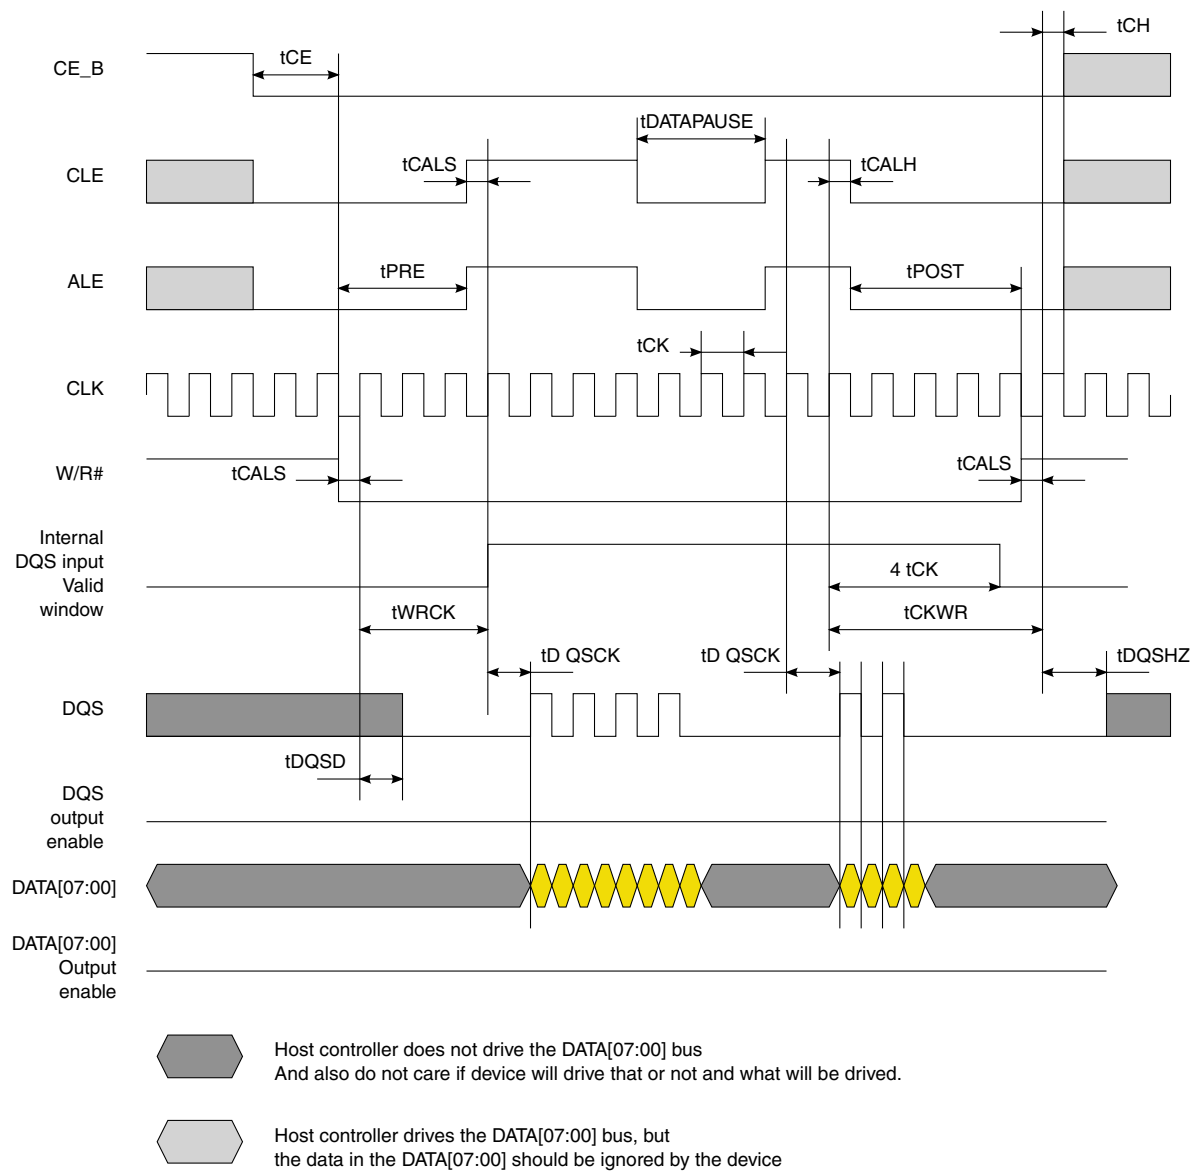 tCH
CE_B
tCE
tDATAPAUSE
CLE
tCALS
tCALH
ALE
tPRE
tPOST
tCK
CLK
W/R#
tCALS
tCALS
Internal
DQS input
Valid
window
4 tCK
tWRCK
tCKWR
tD QSCK
tD QSCK
tDQSHZ
DQS
tDQSD
DQS
output
enable
DATA[07:00]
DATA[07:00]
Output
enable
Host controller does not drive the DATA[07:00] bus
And also do not care if device will drive that or not and what will be drived.
Host controller drives the DATA[07:00] bus, but
the data in the DATA[07:00] should be ignored by the device